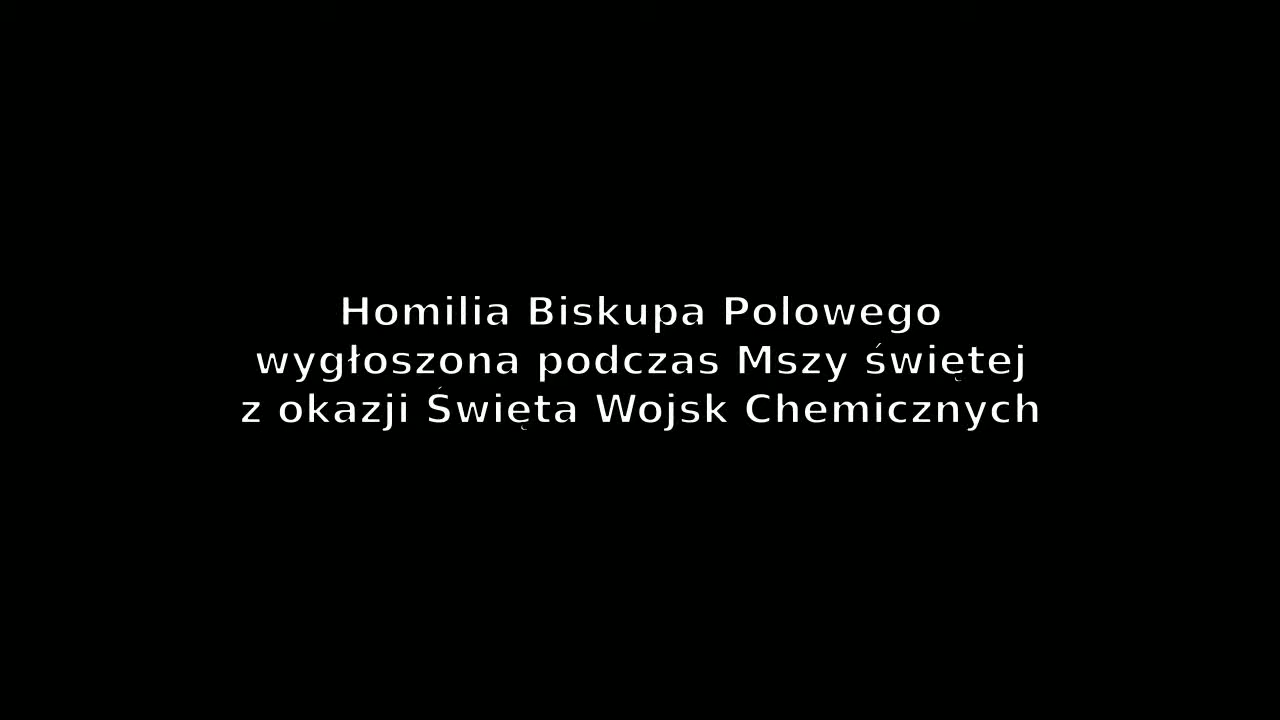 Homilia Biskupa Polowego
wygłoszona podczas Mszy świętej
z okazji Święta Wojsk Chemicznych